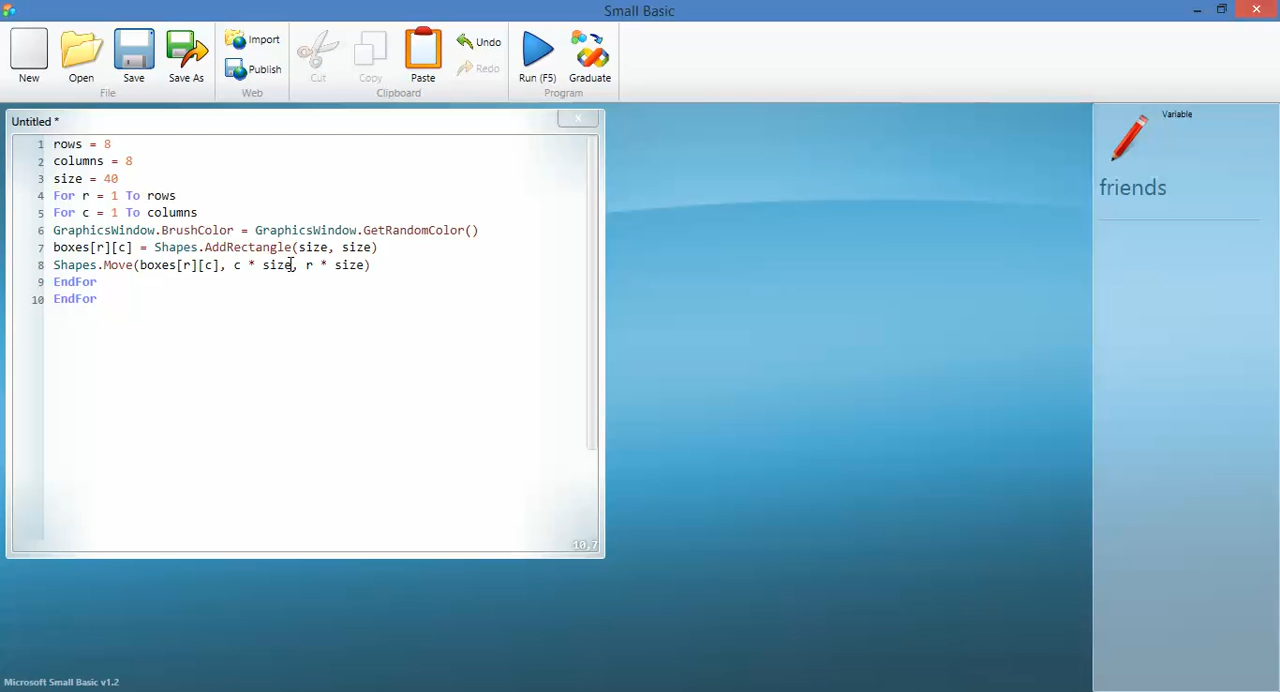 Small Basic
New
Open
Save
Save As
Import
Publish
Cut
Copy
Paste
Undo
Redo
Run (F5)
Graduate
File
Web
Clipboard
Program
Untitled *
1 rows = 8
2 columns = 8
3 size = 40
4 For r = 1 To rows
5 For c = 1 To columns
6 GraphicsWindow.BrushColor = GraphicsWindow.GetRandomColor()
7 boxes[r][c] = Shapes.AddRectangle(size, size)
8 Shapes.Move(boxes[r][c], c * size, r * size)
9 EndFor
10 EndFor
10,7
Variable
friends
Microsoft Small Basic v1.2